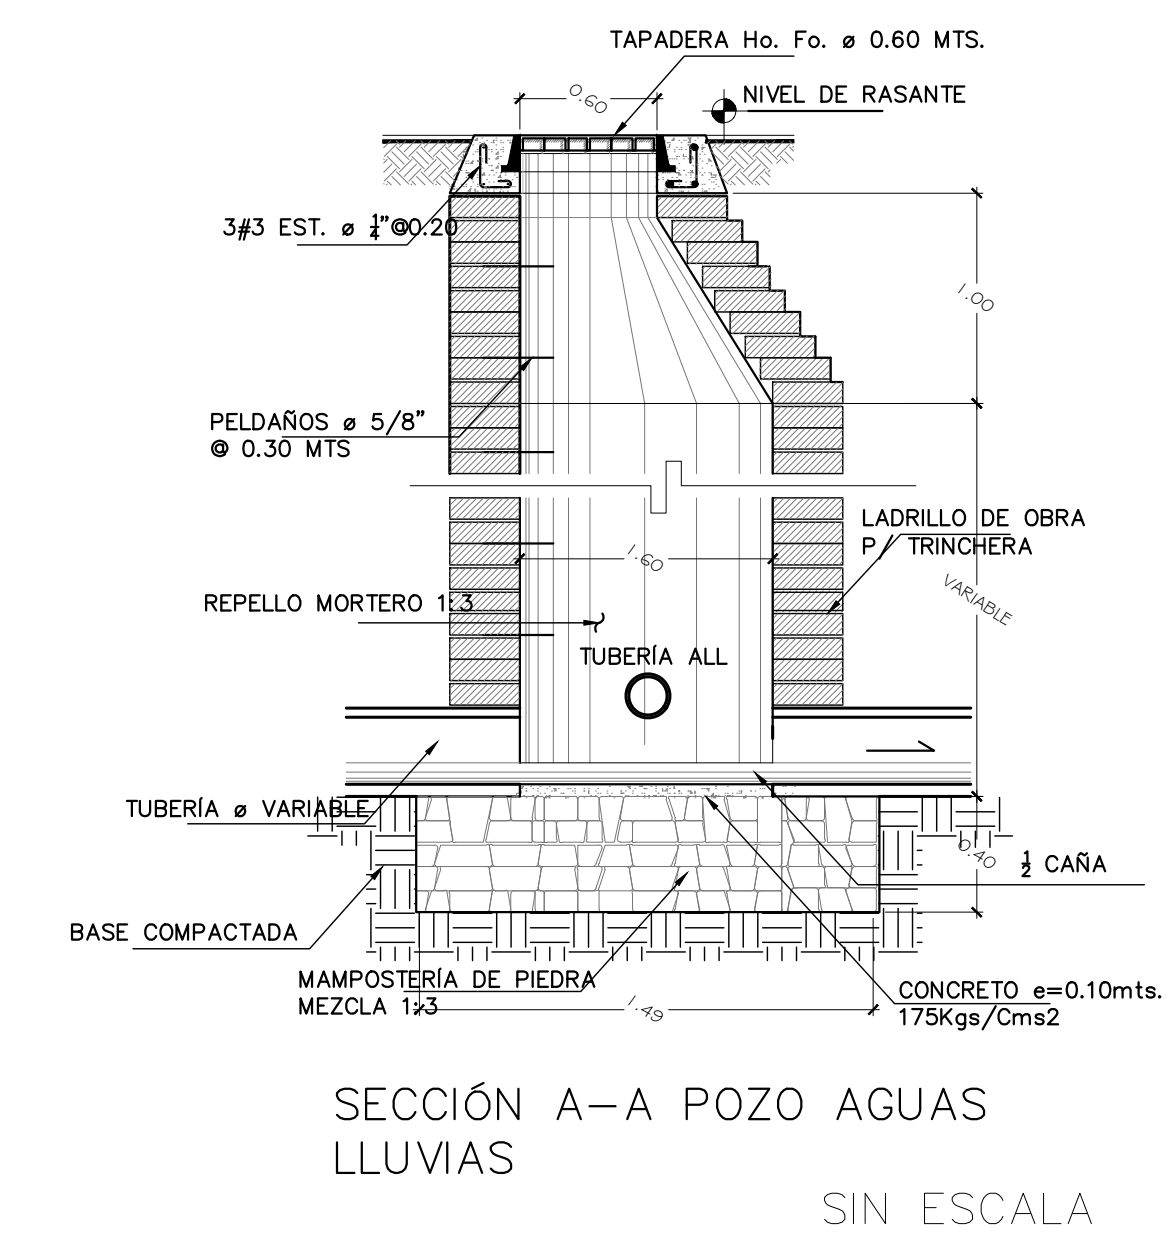 TAPADERA Ho. Fo. ø 0.60 MTS.
0.60
NIVEL DE RASANTE
3#3 EST. ø ¼" @0.20
1.00
PELDAÑOS ø 5/8"
@ 0.30 MTS
LADRILLO DE OBRA
P/ TRINCHERA
1.60
VARIABLE
REPELLO MORTERO 1:3
TUBERÍA ALL
TUBERÍA ø VARIABLE
0.40
½ CAÑA
BASE COMPACTADA
MAMPOSTERÍA DE PIEDRA
MEZCLA 1:3
1.49
CONCRETO e=0.10mts.
175Kgs/Cms2
SECCIÓN A-A POZO AGUAS
LLUVIAS
SIN ESCALA